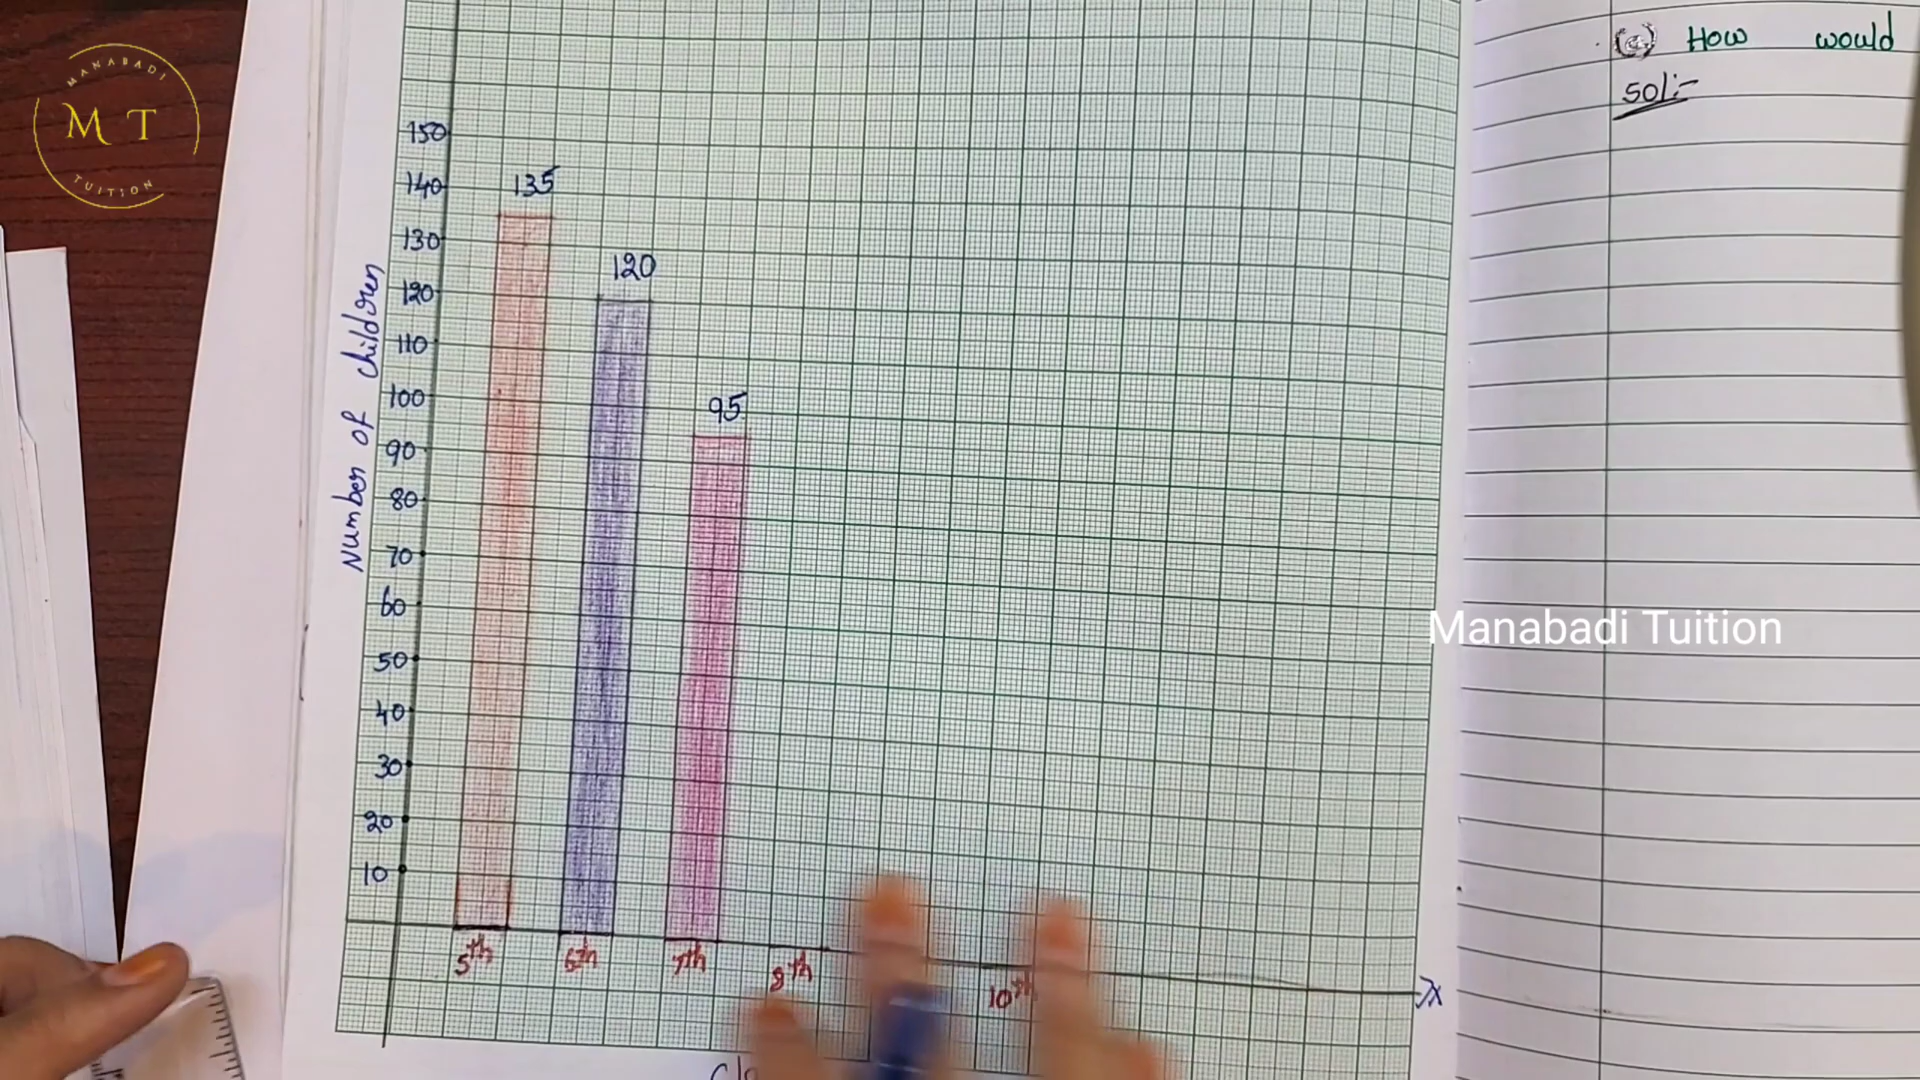 MANABADI
M T
TUITION
(a) How would
Sol:-
Number of children
150
140
130
120
110
100
90
80
70
60
50
40
30
20
10
135
120
95
5th 6th 7th 8th 10th
X
Manabadi Tuition